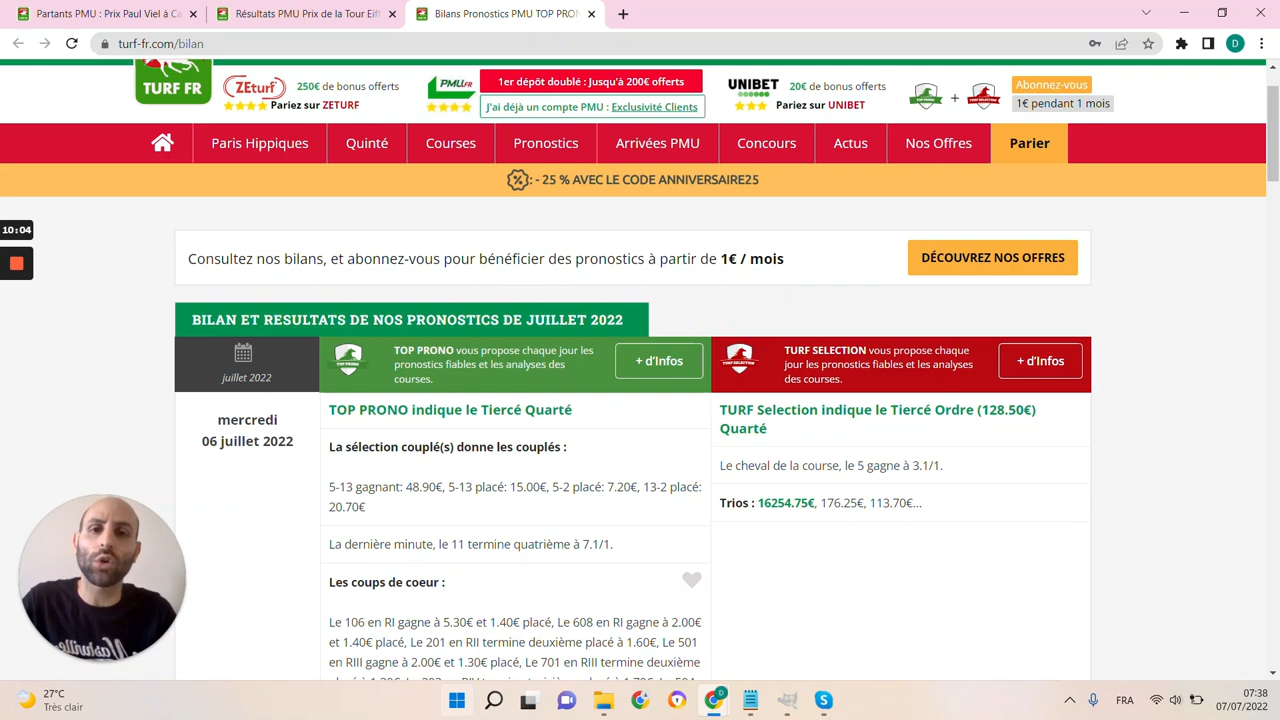 Partants PMU : Prix Paul Viel à Ca
Résultats PMU Prix de la Tour Eiff
Bilans Pronostics PMU TOP PRON
turf-fr.com/bilan
D
TURF FR
ZEturf
250€ de bonus offerts
Pariez sur ZETURF
PMU.FR
1er dépôt doublé : Jusqu'à 200€ offerts
J'ai déjà un compte PMU : Exclusivité Clients
UNIBET
20€ de bonus offerts
Pariez sur UNIBET
TOP PRONO
+
TURF SELECTION
Abonnez-vous
1€ pendant 1 mois
Paris Hippiques
Quinté
Courses
Pronostics
Arrivées PMU
Concours
Actus
Nos Offres
Parier
: - 25 % AVEC LE CODE ANNIVERSAIRE25
10:04
Consultez nos bilans, et abonnez-vous pour bénéficier des pronostics à partir de 1€ / mois
DÉCOUVREZ NOS OFFRES
BILAN ET RESULTATS DE NOS PRONOSTICS DE JUILLET 2022
juillet 2022
TOP PRONO
TOP PRONO vous propose chaque jour les
pronostics fiables et les analyses des
courses.
+ d'Infos
TURF SELECTION
TURF SELECTION vous propose chaque
jour les pronostics fiables et les analyses
des courses.
+ d'Infos
mercredi
06 juillet 2022
TOP PRONO indique le Tiercé Quarté
La sélection couplé(s) donne les couplés :
5-13 gagnant: 48.90€, 5-13 placé: 15.00€, 5-2 placé: 7.20€, 13-2 placé:
20.70€
La dernière minute, le 11 termine quatrième à 7.1/1.
Les coups de coeur :
Le 106 en RI gagne à 5.30€ et 1.40€ placé, Le 608 en RI gagne à 2.00€
et 1.40€ placé, Le 201 en RII termine deuxième placé à 1.60€, Le 501
en RIII gagne à 2.00€ et 1.30€ placé, Le 701 en RIII termine deuxième
TURF Selection indique le Tiercé Ordre (128.50€)
Quarté
Le cheval de la course, le 5 gagne à 3.1/1.
Trios : 16254.75€, 176.25€, 113.70€...
Nashville
27°C
Très clair
D
FRA
07:38
07/07/2022